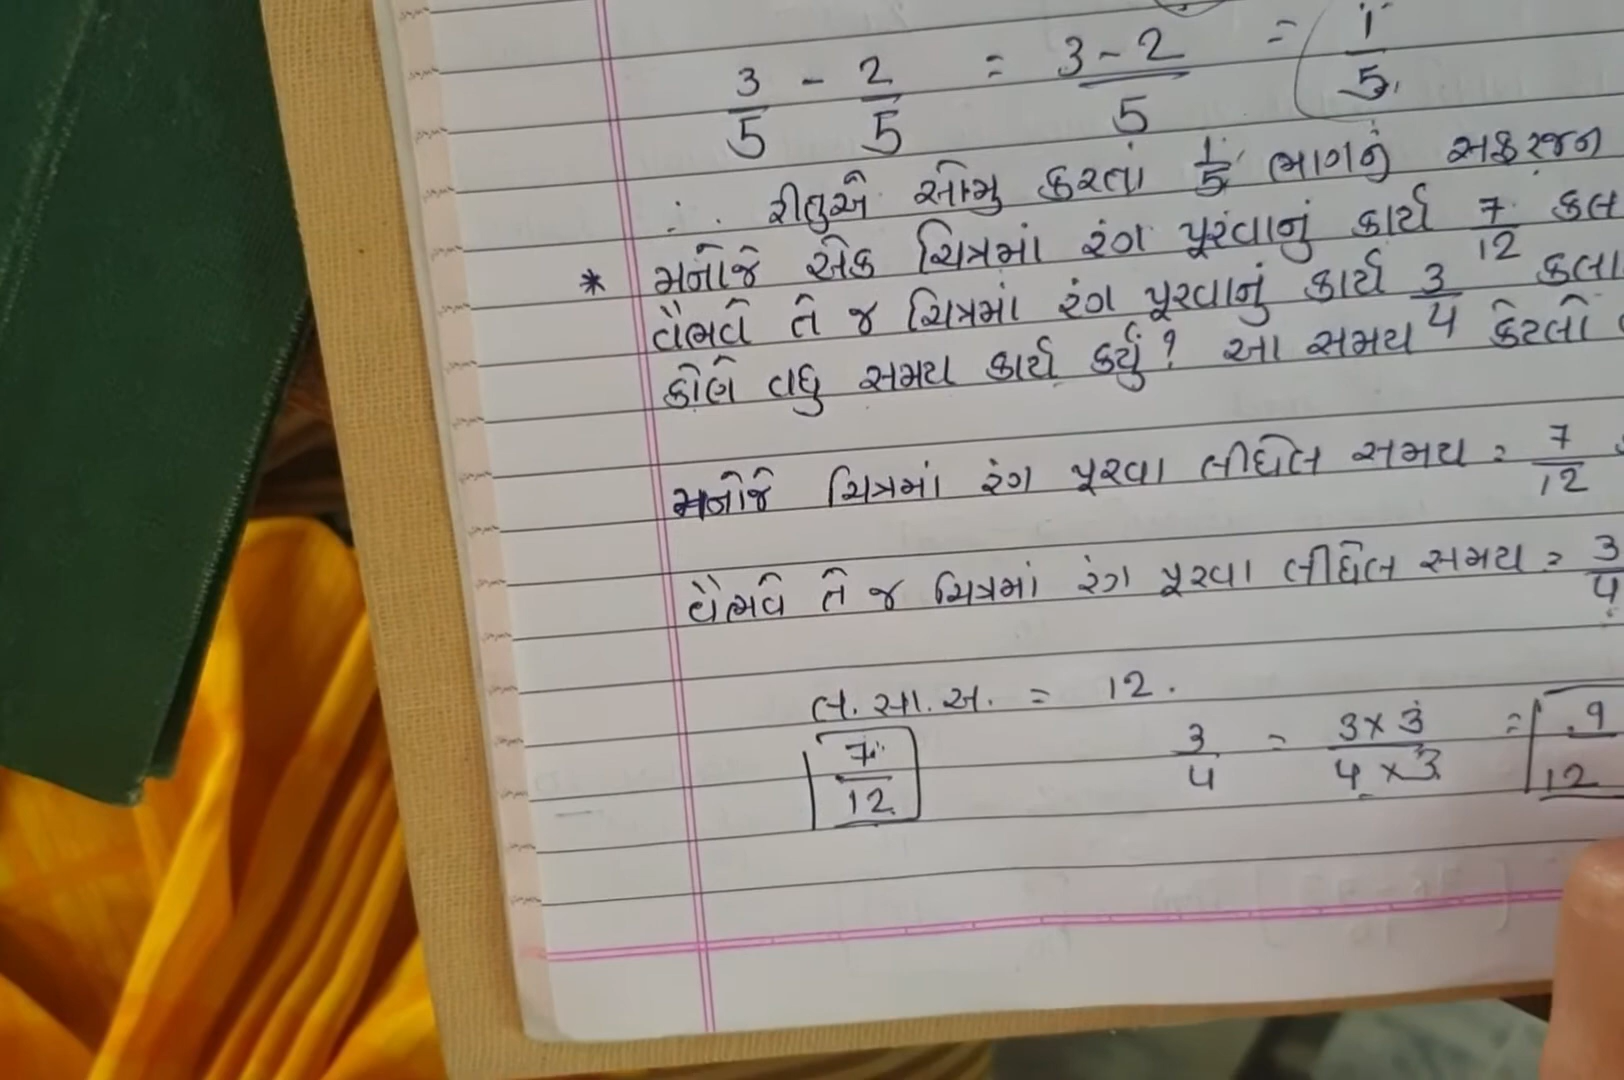 3/5 - 2/5 = 3-2/5 = 1/5
∴ રીતુએ સોમુ કરતાં 1/5 ભાગનું સફરજન
* મનોજે એક ચિત્રમાં રંગ પૂરવાનું કાર્ય 7/12 કલ
વૈભવે તે જ ચિત્રમાં રંગ પૂરવાનું કાર્ય 3/4 કલા
કોણે વધુ સમય કાર્ય કર્યું? આ સમય કેટલો
મનોજે ચિત્રમાં રંગ પૂરવા લીધેલ સમય = 7/12
વૈભવે તે જ ચિત્રમાં રંગ પૂરવા લીધેલ સમય = 3/4
લ.સા.અ. = 12.
7/12 3/4 = 3×3/4×3 = 9/12